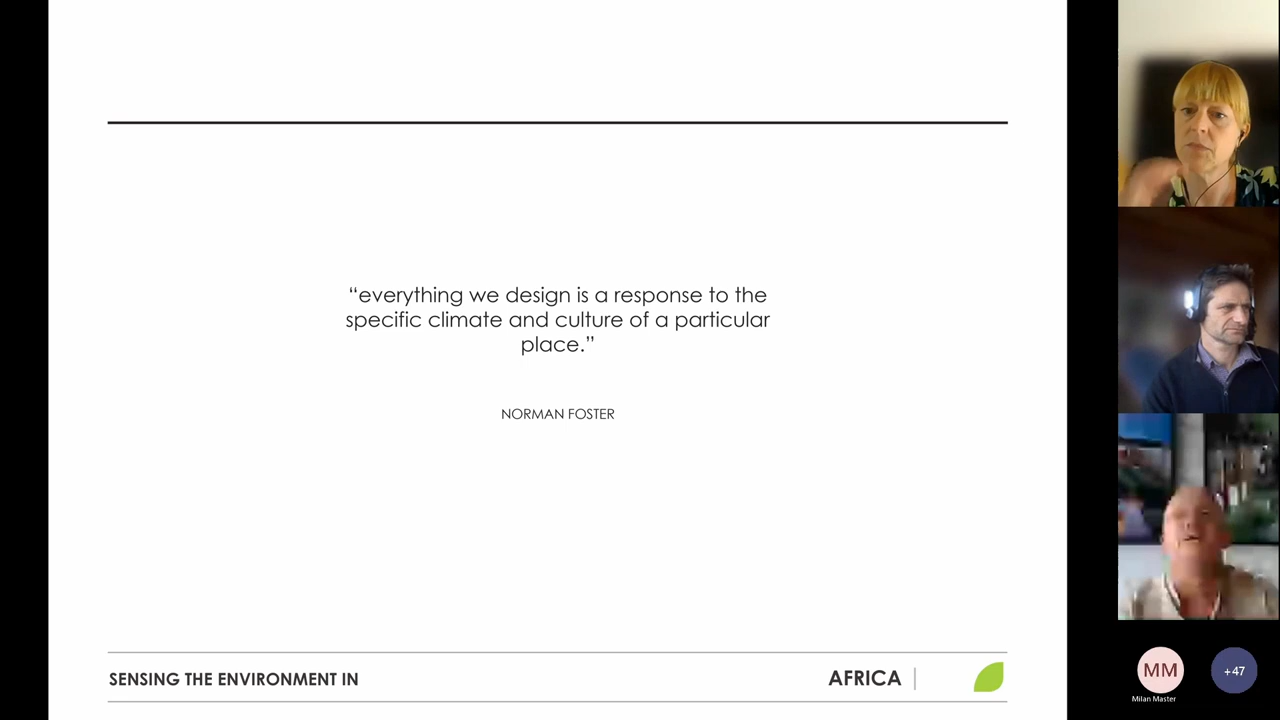 “everything we design is a response to the
specific climate and culture of a particular
place.”
NORMAN FOSTER
SENSING THE ENVIRONMENT IN
AFRICA
MM
+47
Milan Master